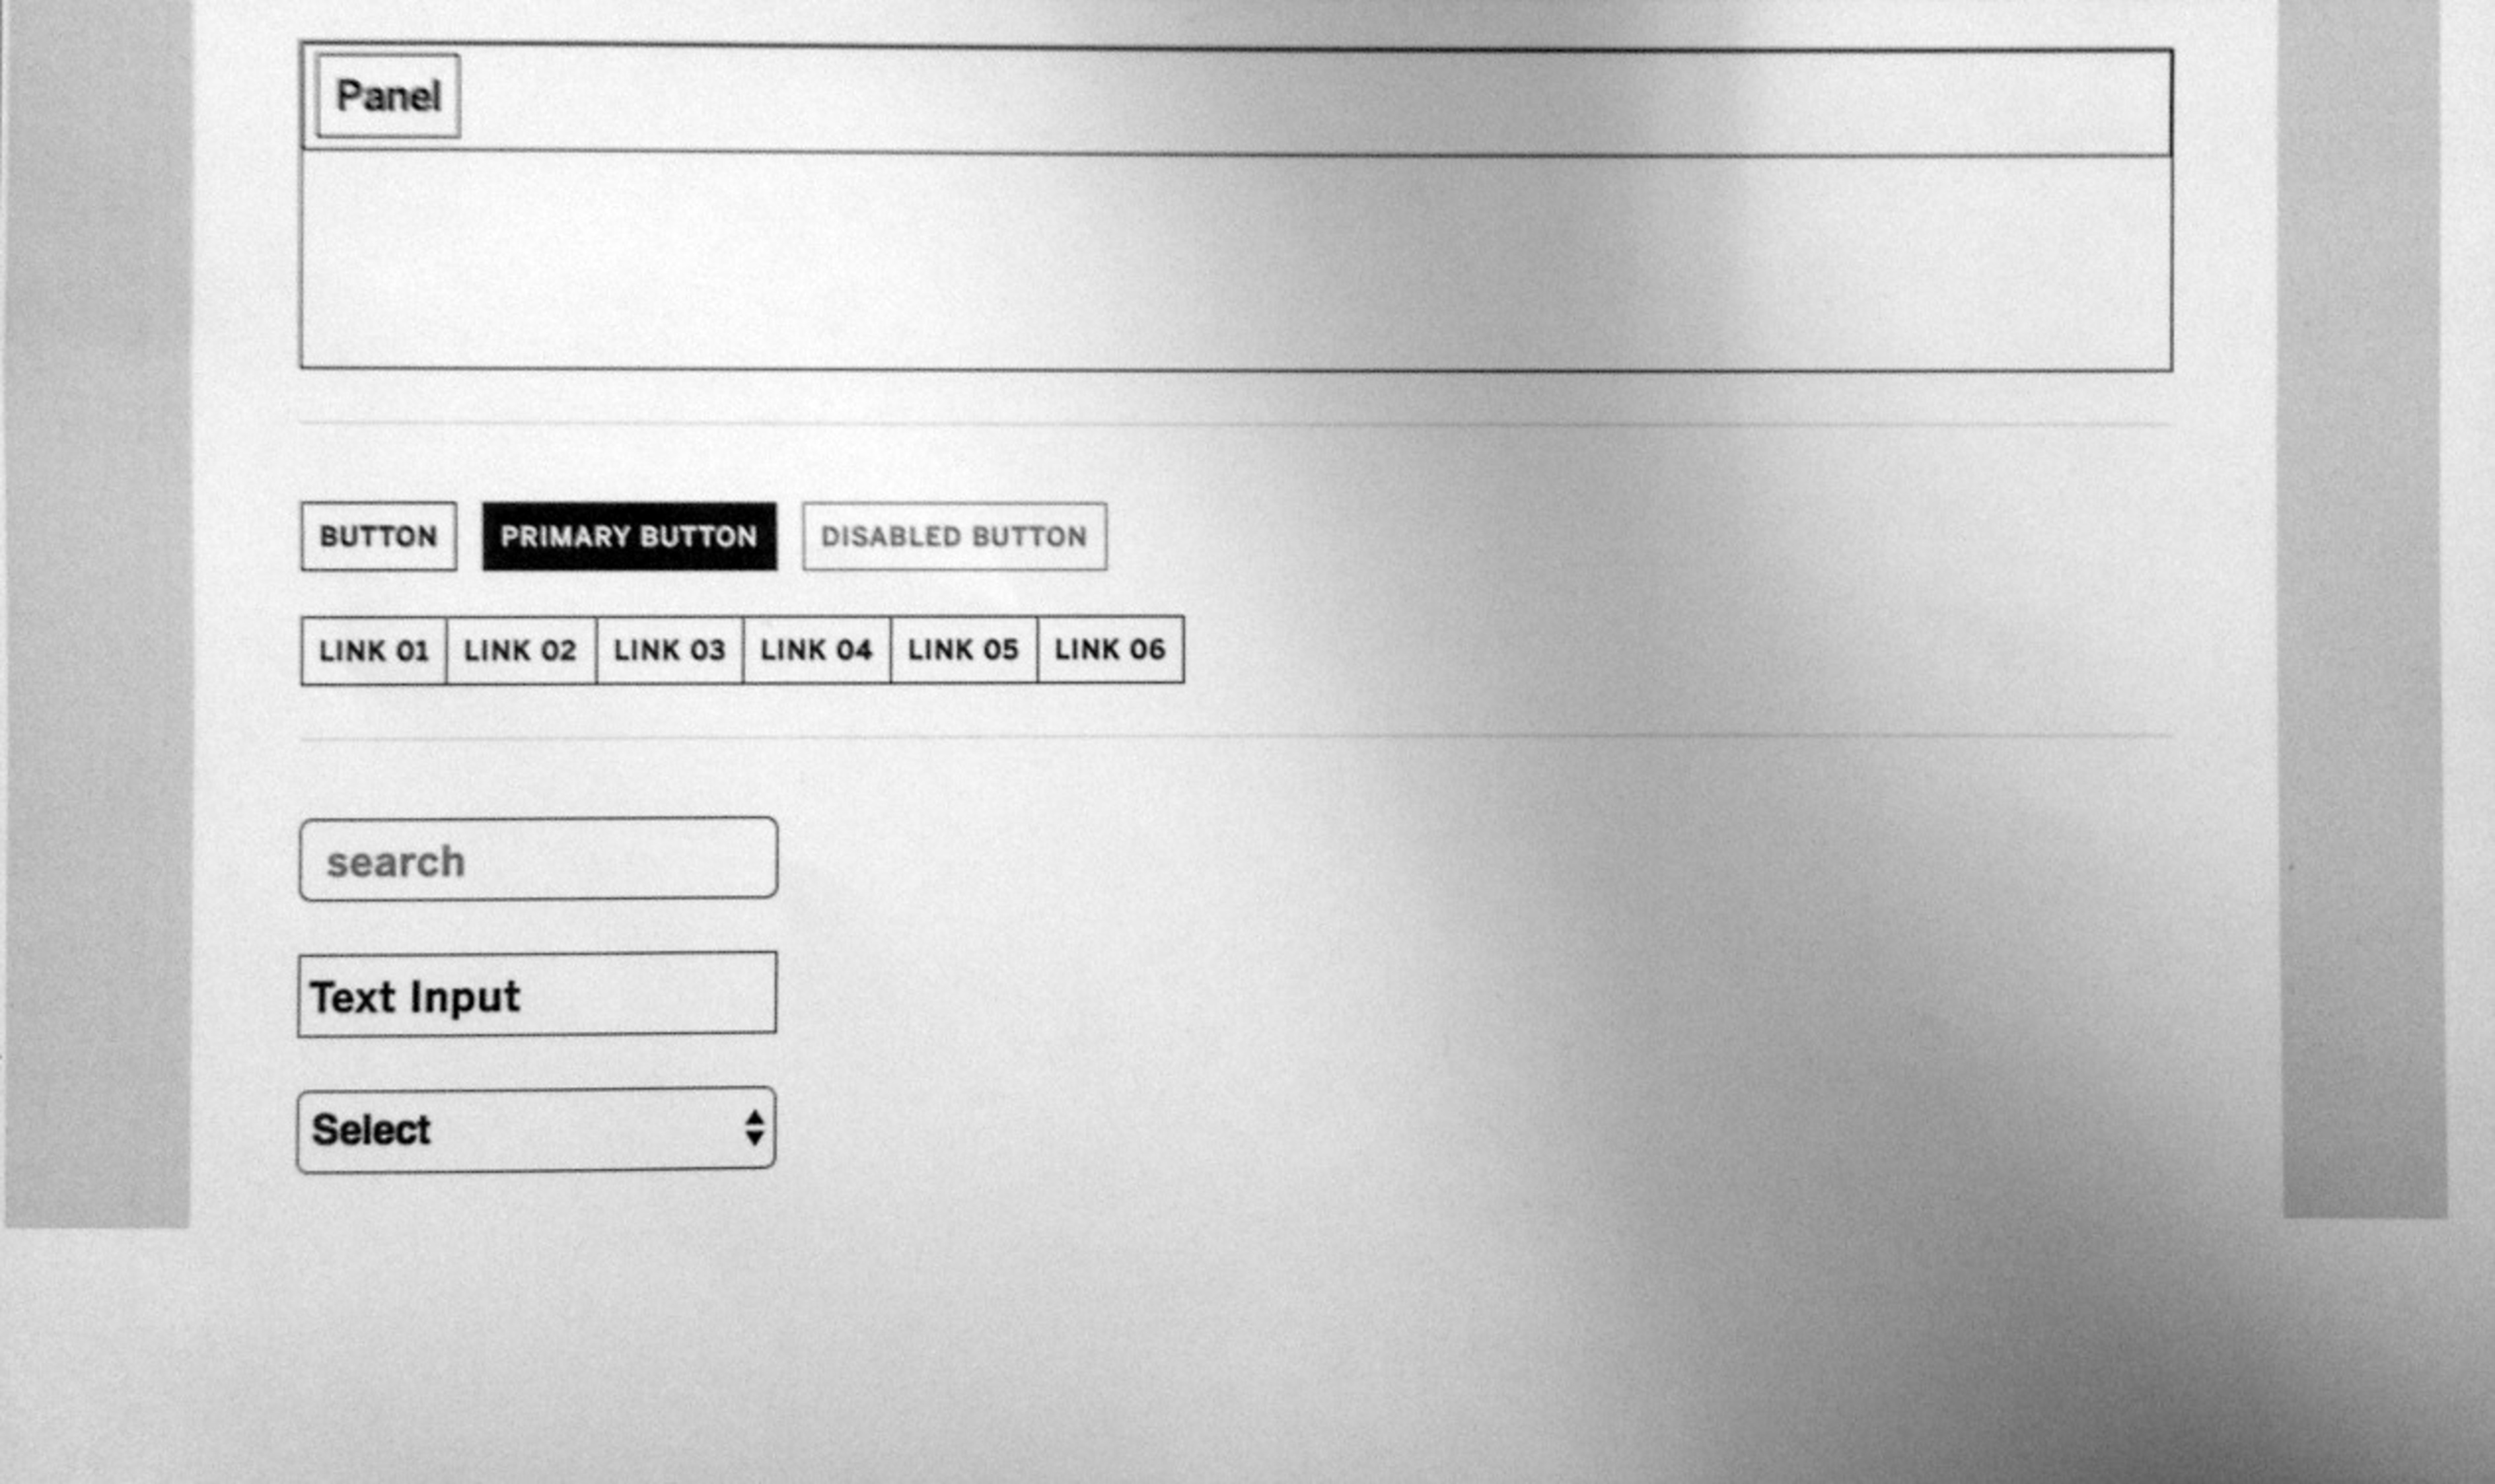 Panel
BUTTON PRIMARY BUTTON DISABLED BUTTON
LINK 01 LINK 02 LINK 03 LINK 04 LINK 05 LINK 06
search
Text Input
Select